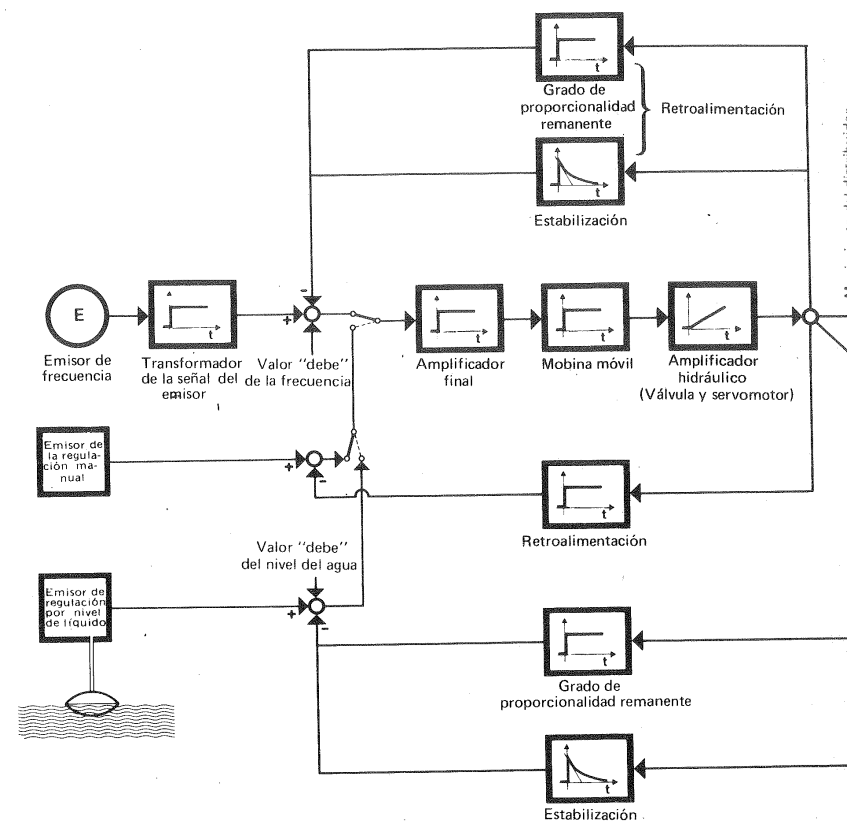 t
Grado de
proporcionalidad
remanente
Retroalimentación
t
Estabilización
E
Emisor de
frecuencia
t
Transformador
de la señal del
emisor
-
+
Valor "debe"
de la frecuencia
t
Amplificador
final
t
Mobina móvil
t
Amplificador
hidráulico
(Válvula y servomotor)
Emisor de
la regula-
ción ma-
nual
+
-
t
Retroalimentación
Valor "debe"
del nivel del agua
Emisor de
regulación
por nivel
de líquido
+
-
t
Grado de
proporcionalidad remanente
t
Estabilización